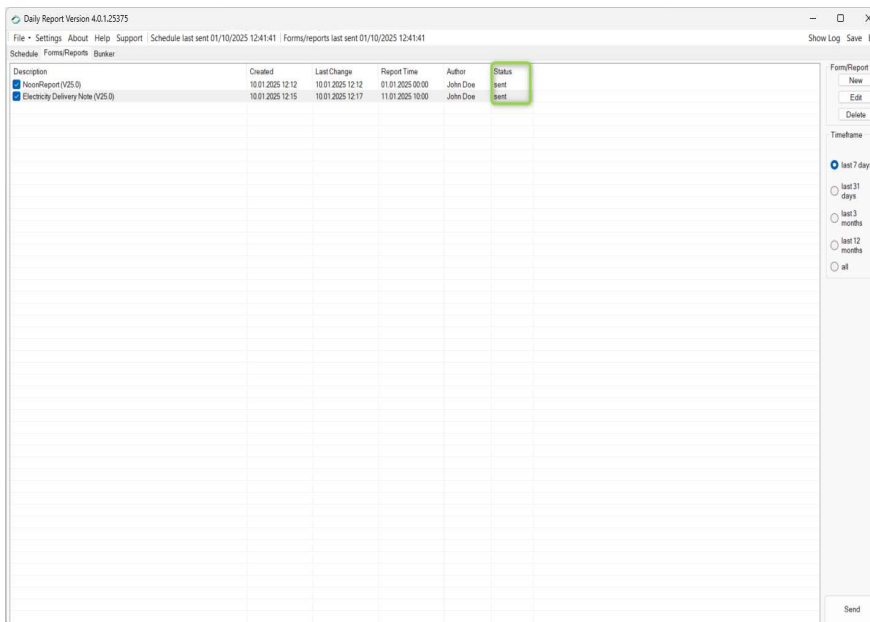 Daily Report Version 4.0.1.25375
File Settings About Help Support Schedule last sent 01/10/2025 12:41:41 Forms/reports last sent 01/10/2025 12:41:41 Show Log Save
Schedule Forms/Reports Bunker
Description Created Last Change Report Time Author Status
NoonReport (V25.0) 10.01.2025 12:12 10.01.2025 12:12 01.01.2025 00:00 John Doe sent
Electricity Delivery Note (V25.0) 10.01.2025 12:15 10.01.2025 12:17 11.01.2025 10:00 John Doe sent
Form/Report
New
Edit
Delete
Timeframe
last 7 day
last 31
days
last 3
months
last 12
months
all
Send